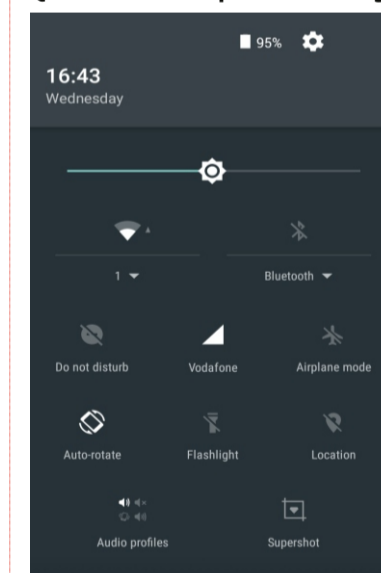 95%
16:43
Wednesday
1
Bluetooth
Do not disturb
Vodafone
Airplane mode
Auto-rotate
Flashlight
Location
Audio profiles
Supershot